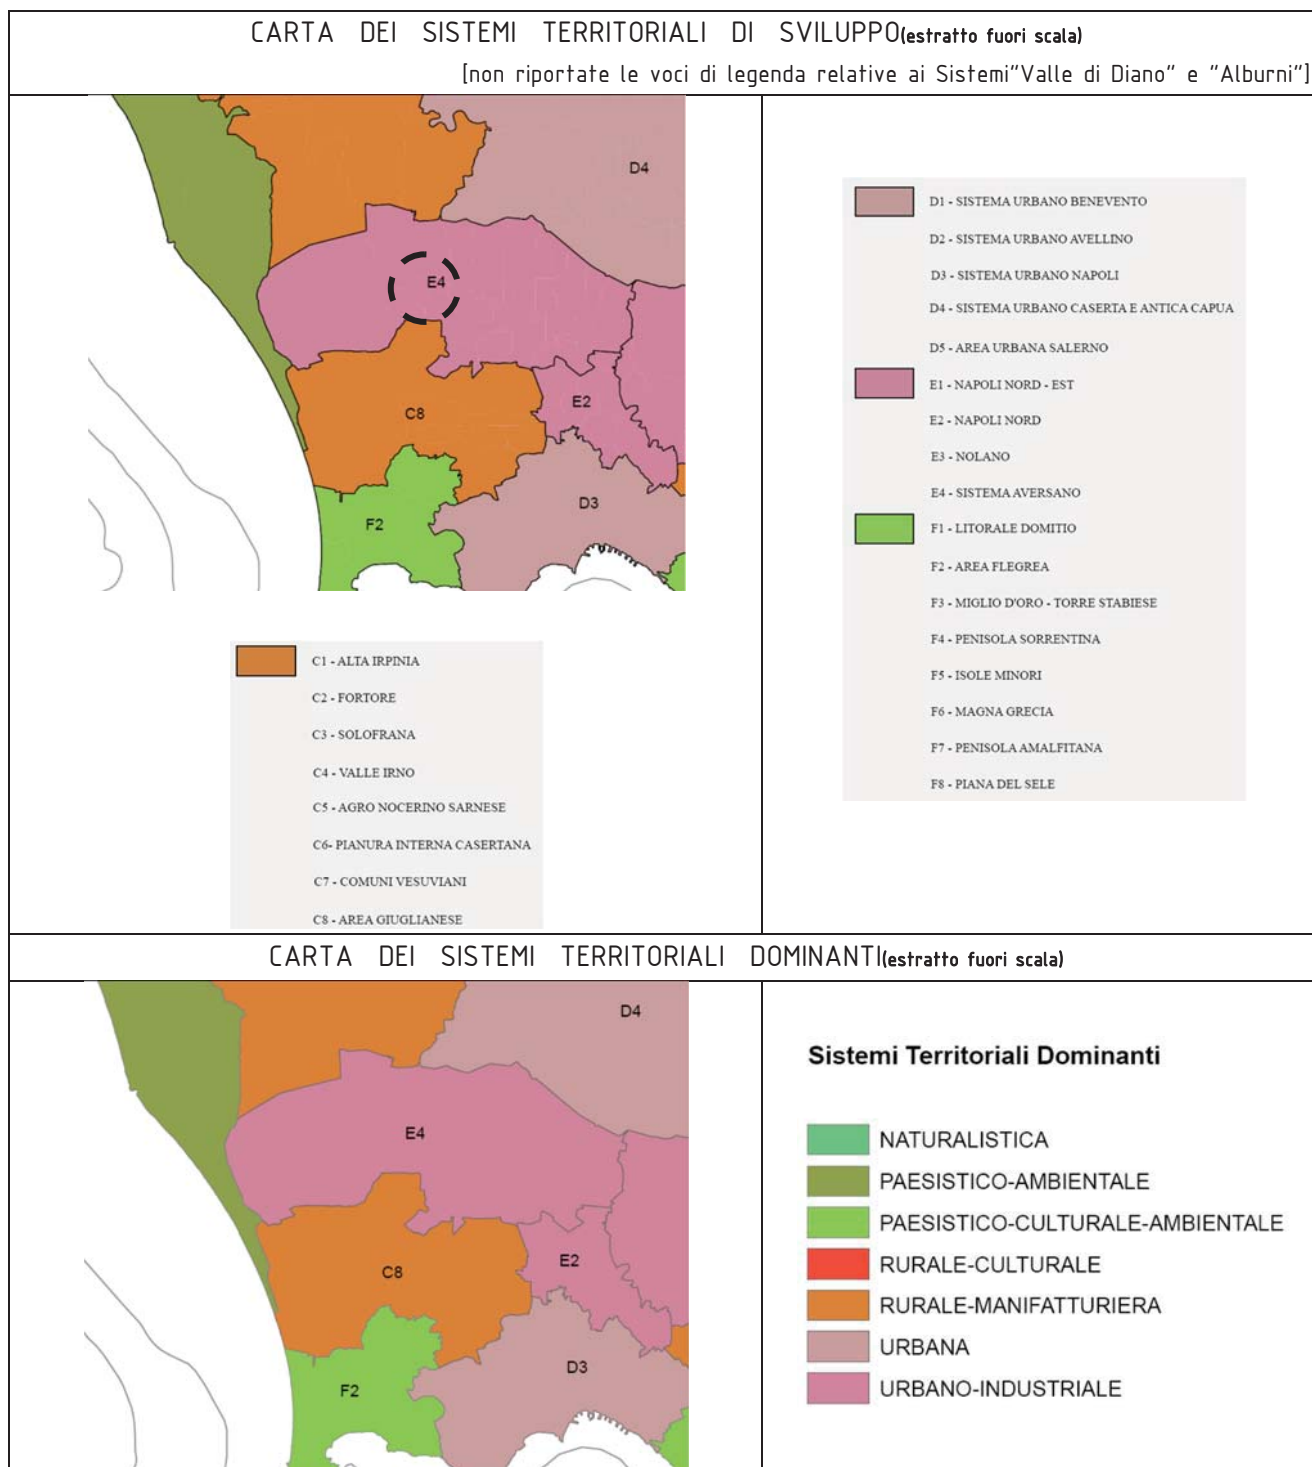 CARTA DEI SISTEMI TERRITORIALI DI SVILUPPO(estratto fuori scala)
[non riportate le voci di legenda relative ai Sistemi"Valle di Diano" e "Alburni"]
D4
E4
C8
E2
D3
F2
C1 - ALTA IRPINIA
C2 - FORTORE
C3 - SOLOFRANA
C4 - VALLE IRNO
C5 - AGRO NOCERINO SARNESE
C6- PIANURA INTERNA CASERTANA
C7 - COMUNI VESUVIANI
C8 - AREA GIUGLIANESE
D1 - SISTEMA URBANO BENEVENTO
D2 - SISTEMA URBANO AVELLINO
D3 - SISTEMA URBANO NAPOLI
D4 - SISTEMA URBANO CASERTA E ANTICA CAPUA
D5 - AREA URBANA SALERNO
E1 - NAPOLI NORD - EST
E2 - NAPOLI NORD
E3 - NOLANO
E4 - SISTEMA AVERSANO
F1 - LITORALE DOMITIO
F2 - AREA FLEGREA
F3 - MIGLIO D'ORO - TORRE STABIESE
F4 - PENISOLA SORRENTINA
F5 - ISOLE MINORI
F6 - MAGNA GRECIA
F7 - PENISOLA AMALFITANA
F8 - PIANA DEL SELE
CARTA DEI SISTEMI TERRITORIALI DOMINANTI(estratto fuori scala)
D4
E4
C8
E2
D3
F2
Sistemi Territoriali Dominanti
NATURALISTICA
PAESISTICO-AMBIENTALE
PAESISTICO-CULTURALE-AMBIENTALE
RURALE-CULTURALE
RURALE-MANIFATTURIERA
URBANA
URBANO-INDUSTRIALE